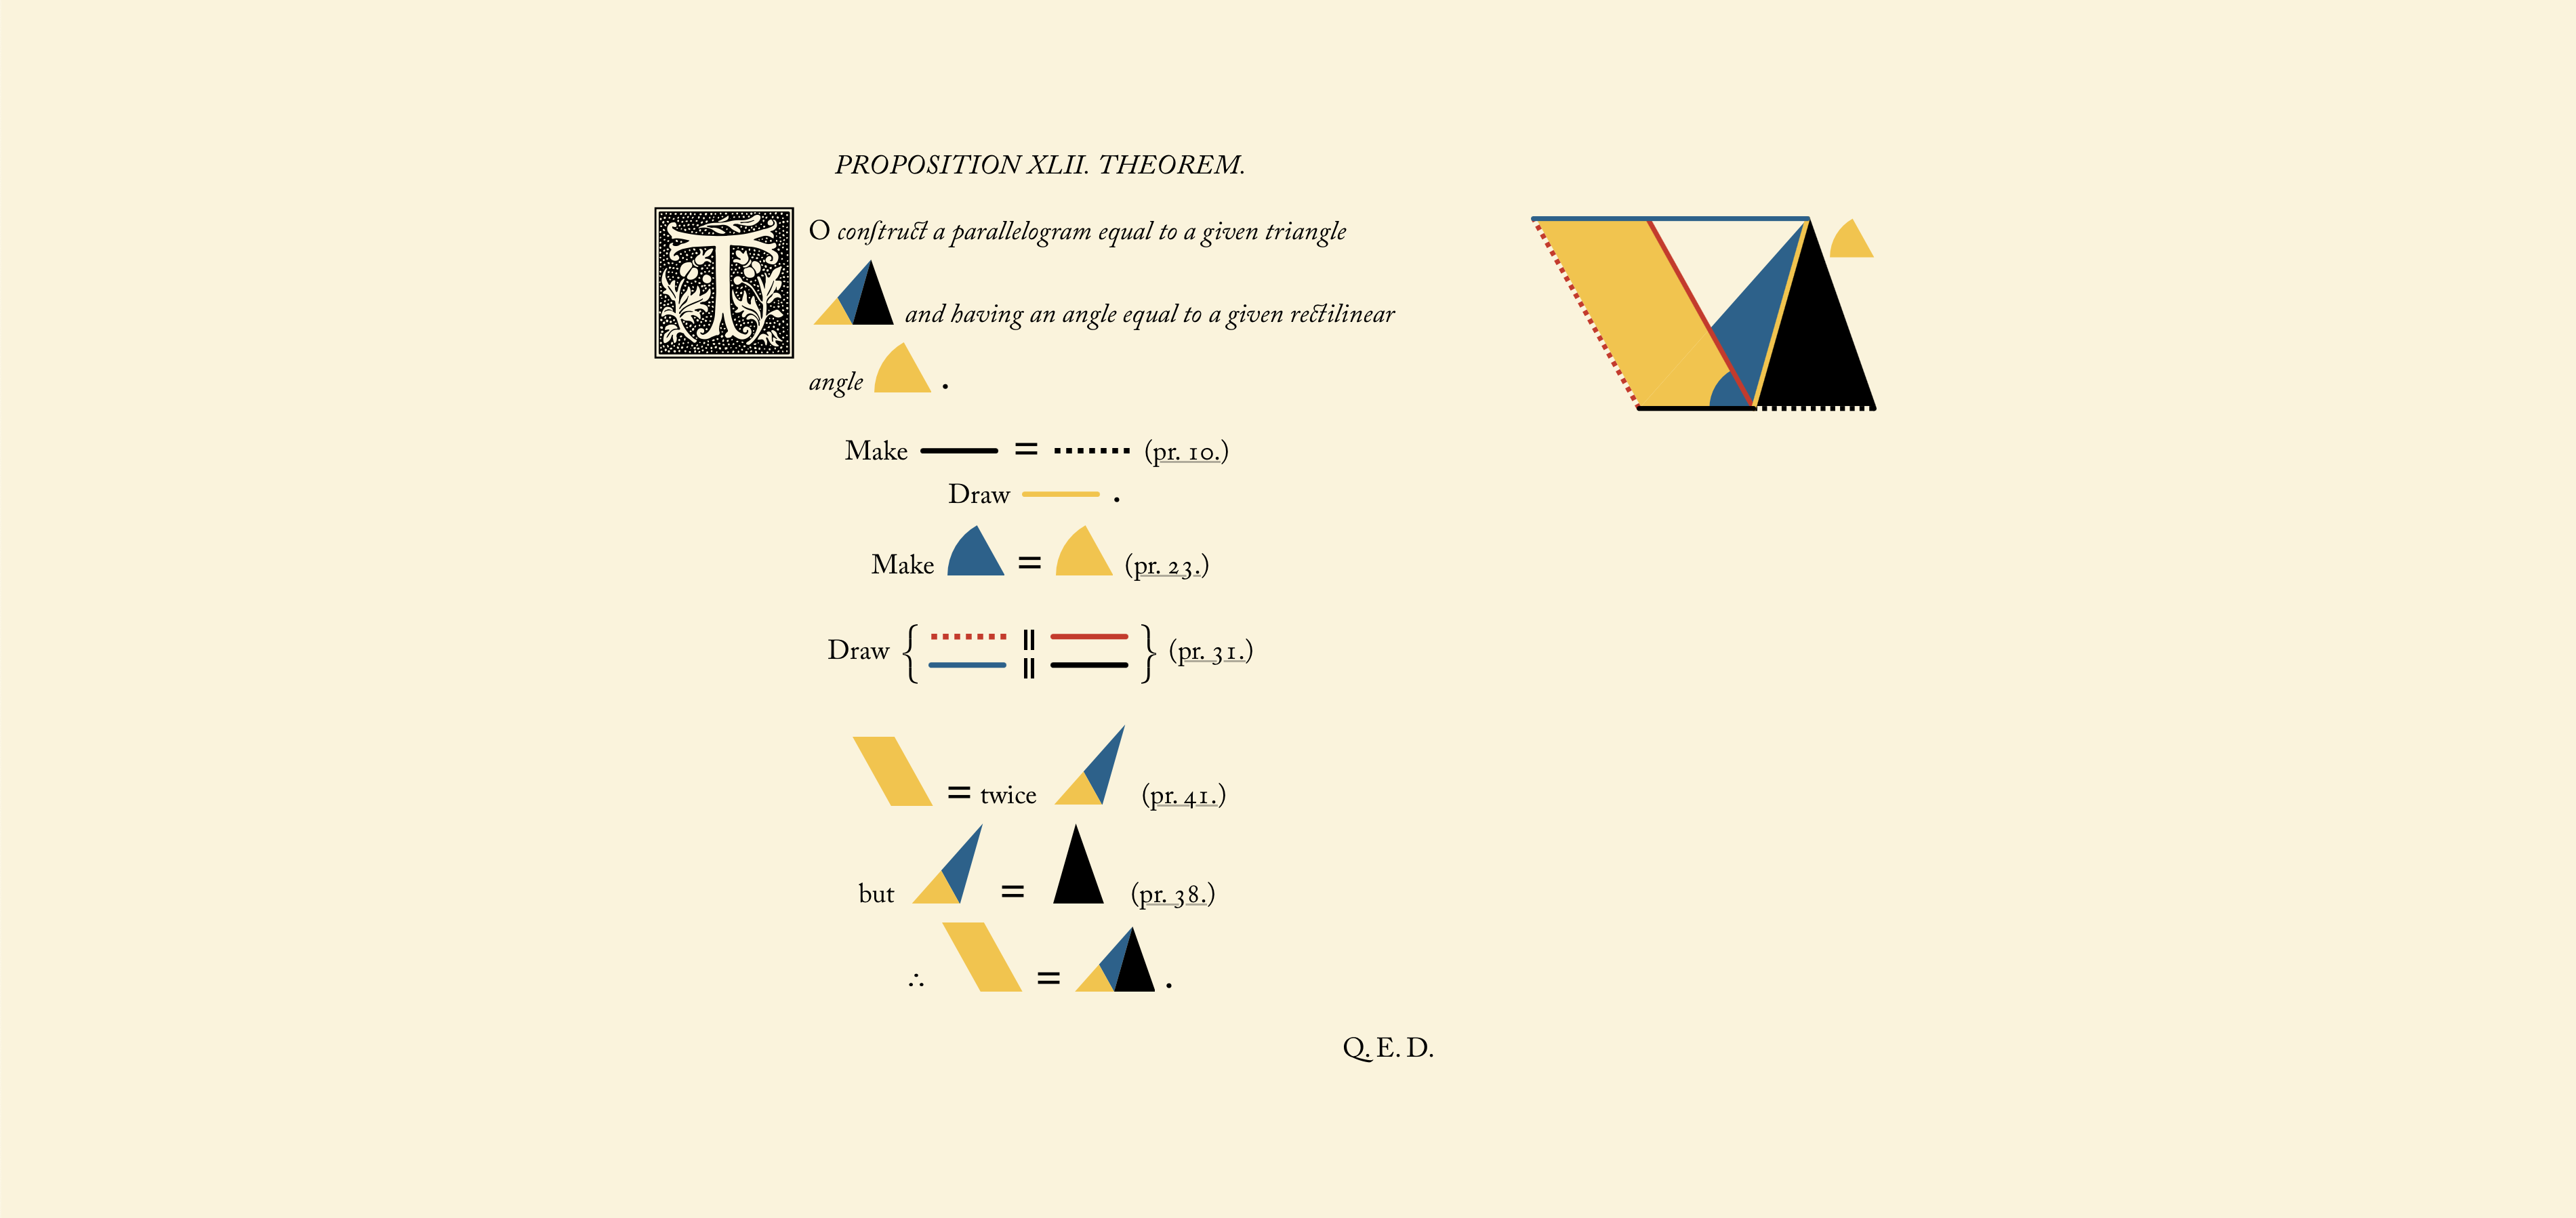 PROPOSITION XLII. THEOREM.
TO conſtruct a parallelogram equal to a given triangle
and having an angle equal to a given rectilinear
angle .
Make = (pr. 10.)
Draw .
Make = (pr. 23.)
Draw { ∥ ∥ } (pr. 31.)
= twice (pr. 41.)
but = (pr. 38.)
∴ = .
Q. E. D.